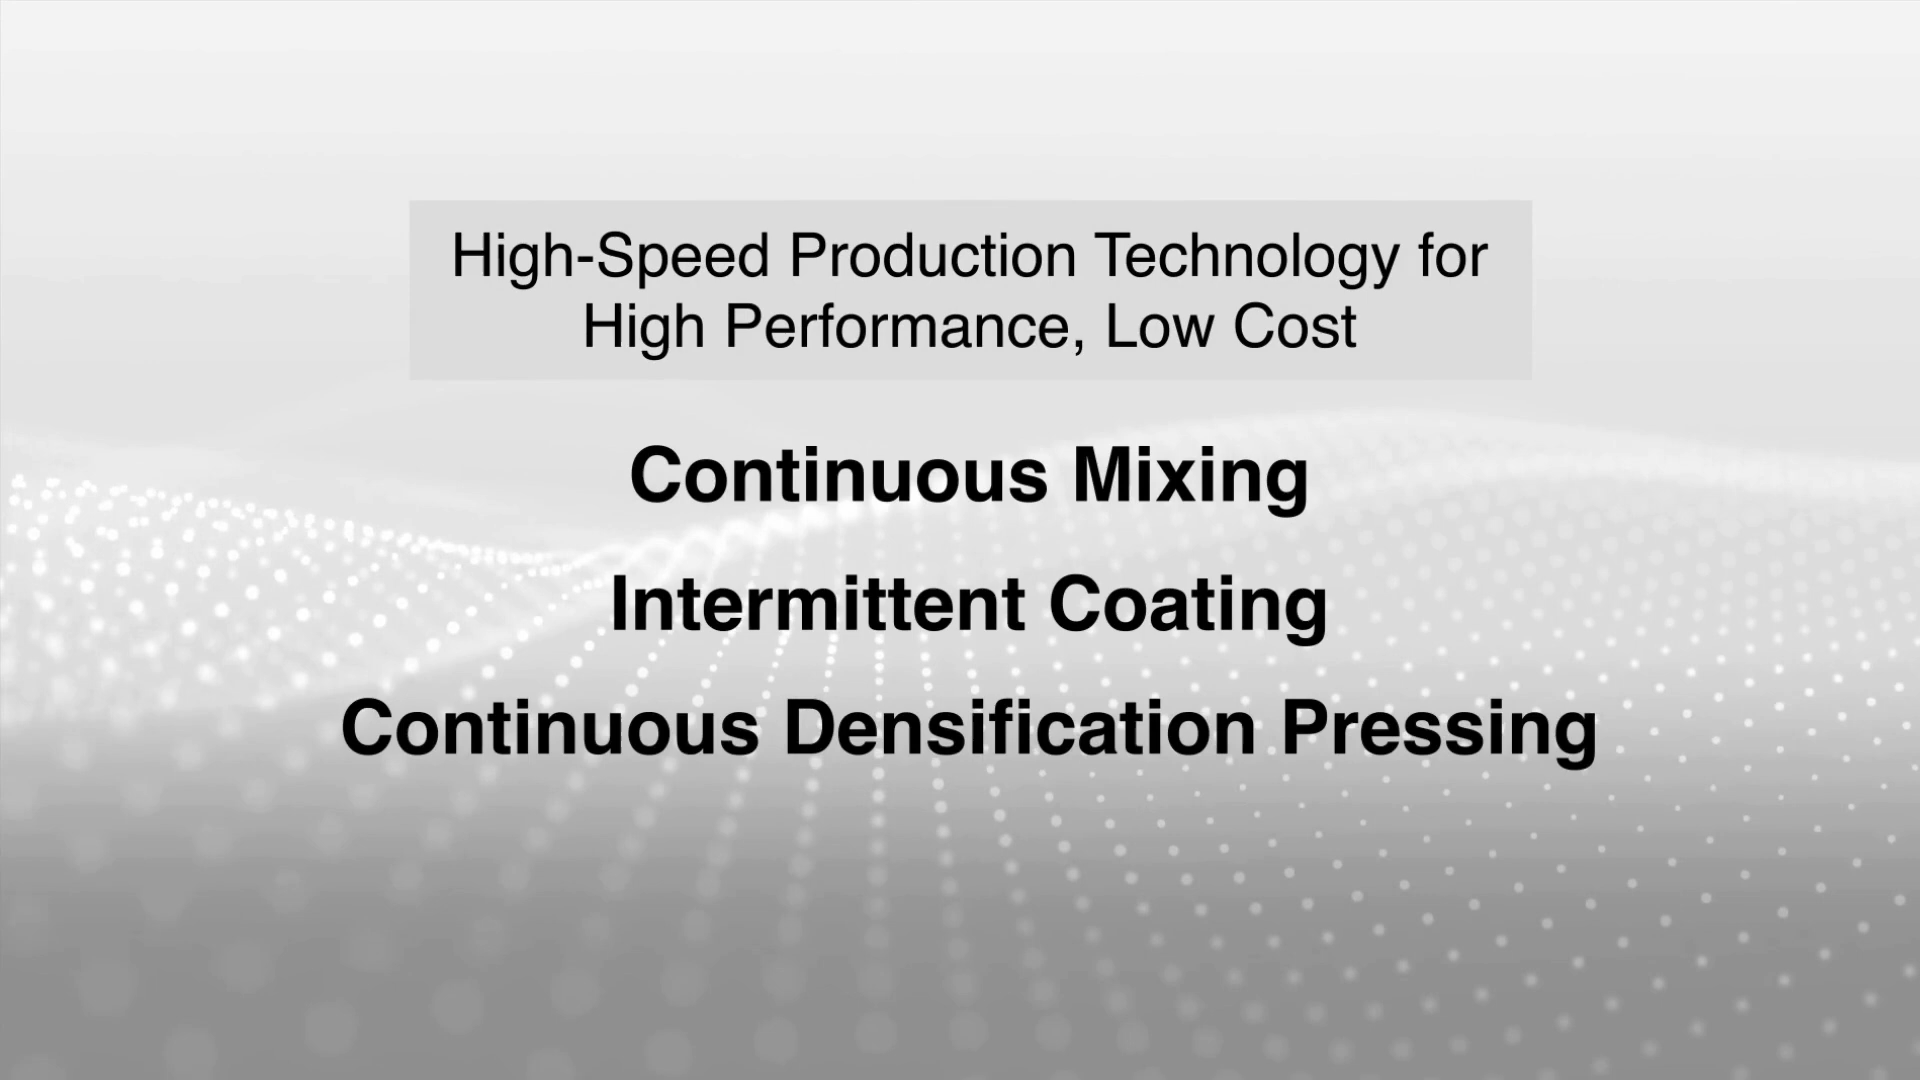 High-Speed Production Technology for
High Performance, Low Cost
Continuous Mixing
Intermittent Coating
Continuous Densification Pressing